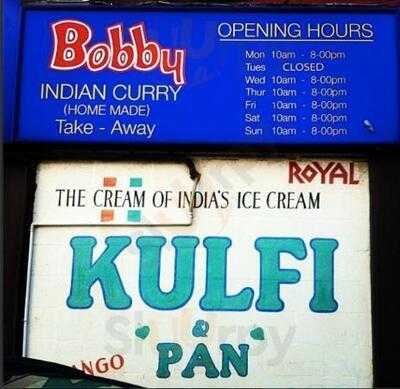 Bobby
INDIAN CURRY
(HOME MADE)
Take - Away
OPENING HOURS
Mon 10am - 8-00pm
Tues CLOSED
Wed 10am - 8-00pm
Thur 10am - 8-00pm
Fri 10am - 8-00pm
Sat 10am - 8-00pm
Sun 10am - 8-00pm
ROYAL
THE CREAM OF INDIA'S ICE CREAM
KULFI
&
PAN
ANGO